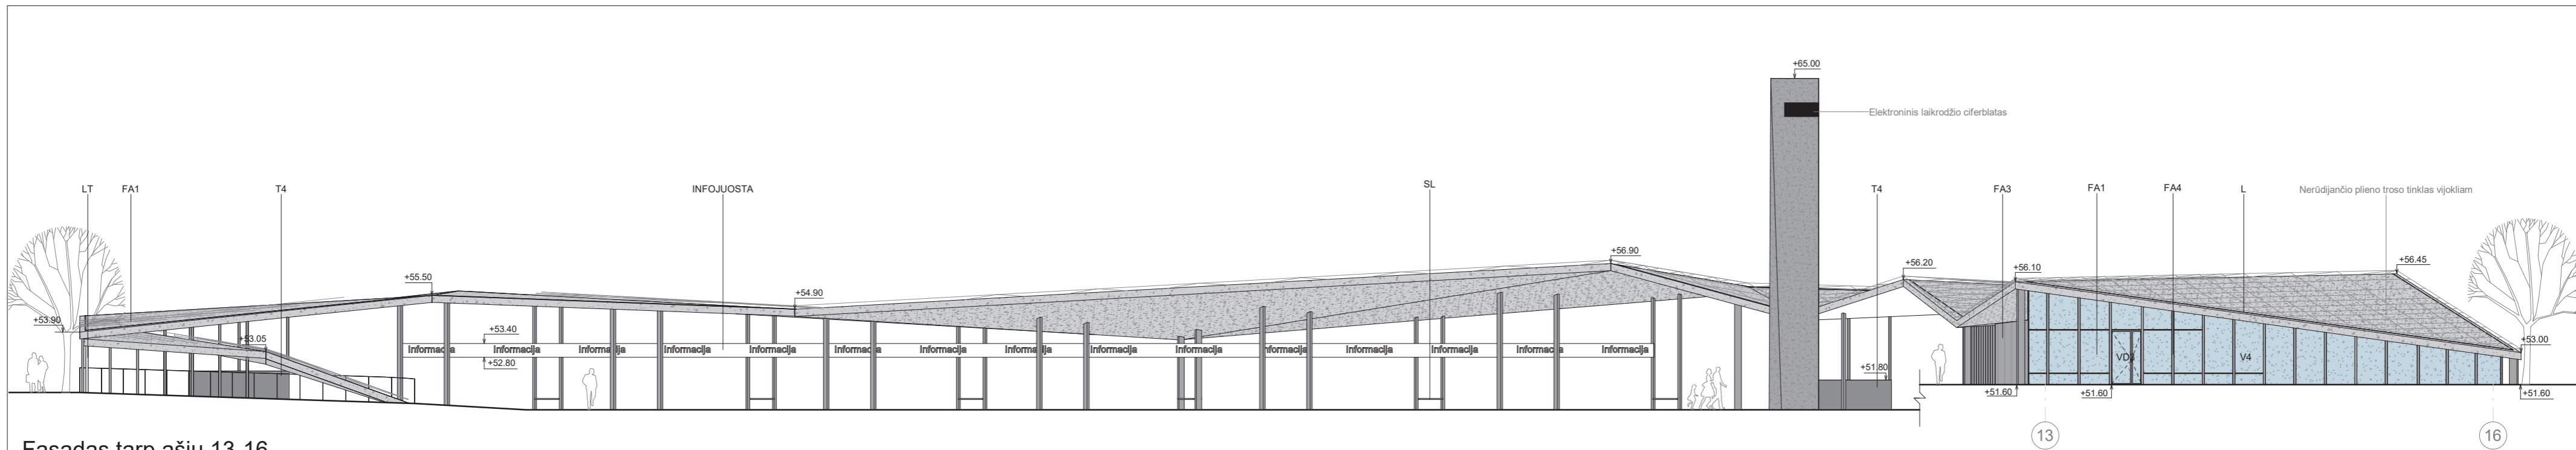 +65.00
Elektroninis laikrodžio ciferblatas
LT
FA1
T4
INFOJUOSTA
SL
T4
FA3
FA1
FA4
L
Nerūdijančio plieno troso tinklas vijokliam
+56.90
+56.20
+56.10
+56.45
+55.50
+54.90
+53.90
+53.40
+53.05
+53.00
Informacija Informacija Informacija Informacija Informacija Informacija Informacija Informacija Informacija Informacija Informacija Informacija Informacija Informacija Informacija
VD3
V4
+52.80
+51.80
+51.60
+51.60
+51.60
13
16
Fasadas tarp ašių 13-16